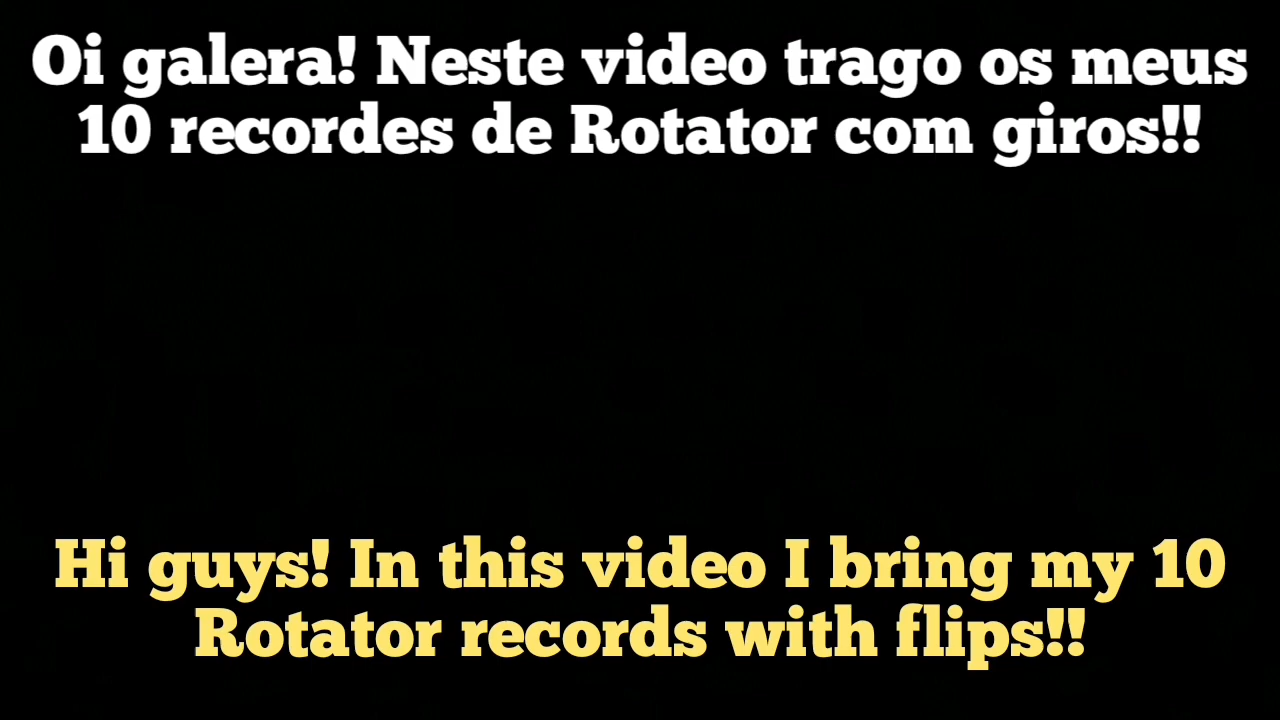 Oi galera! Neste video trago os meus
10 recordes de Rotator com giros!!
Hi guys! In this video I bring my 10
Rotator records with flips!!